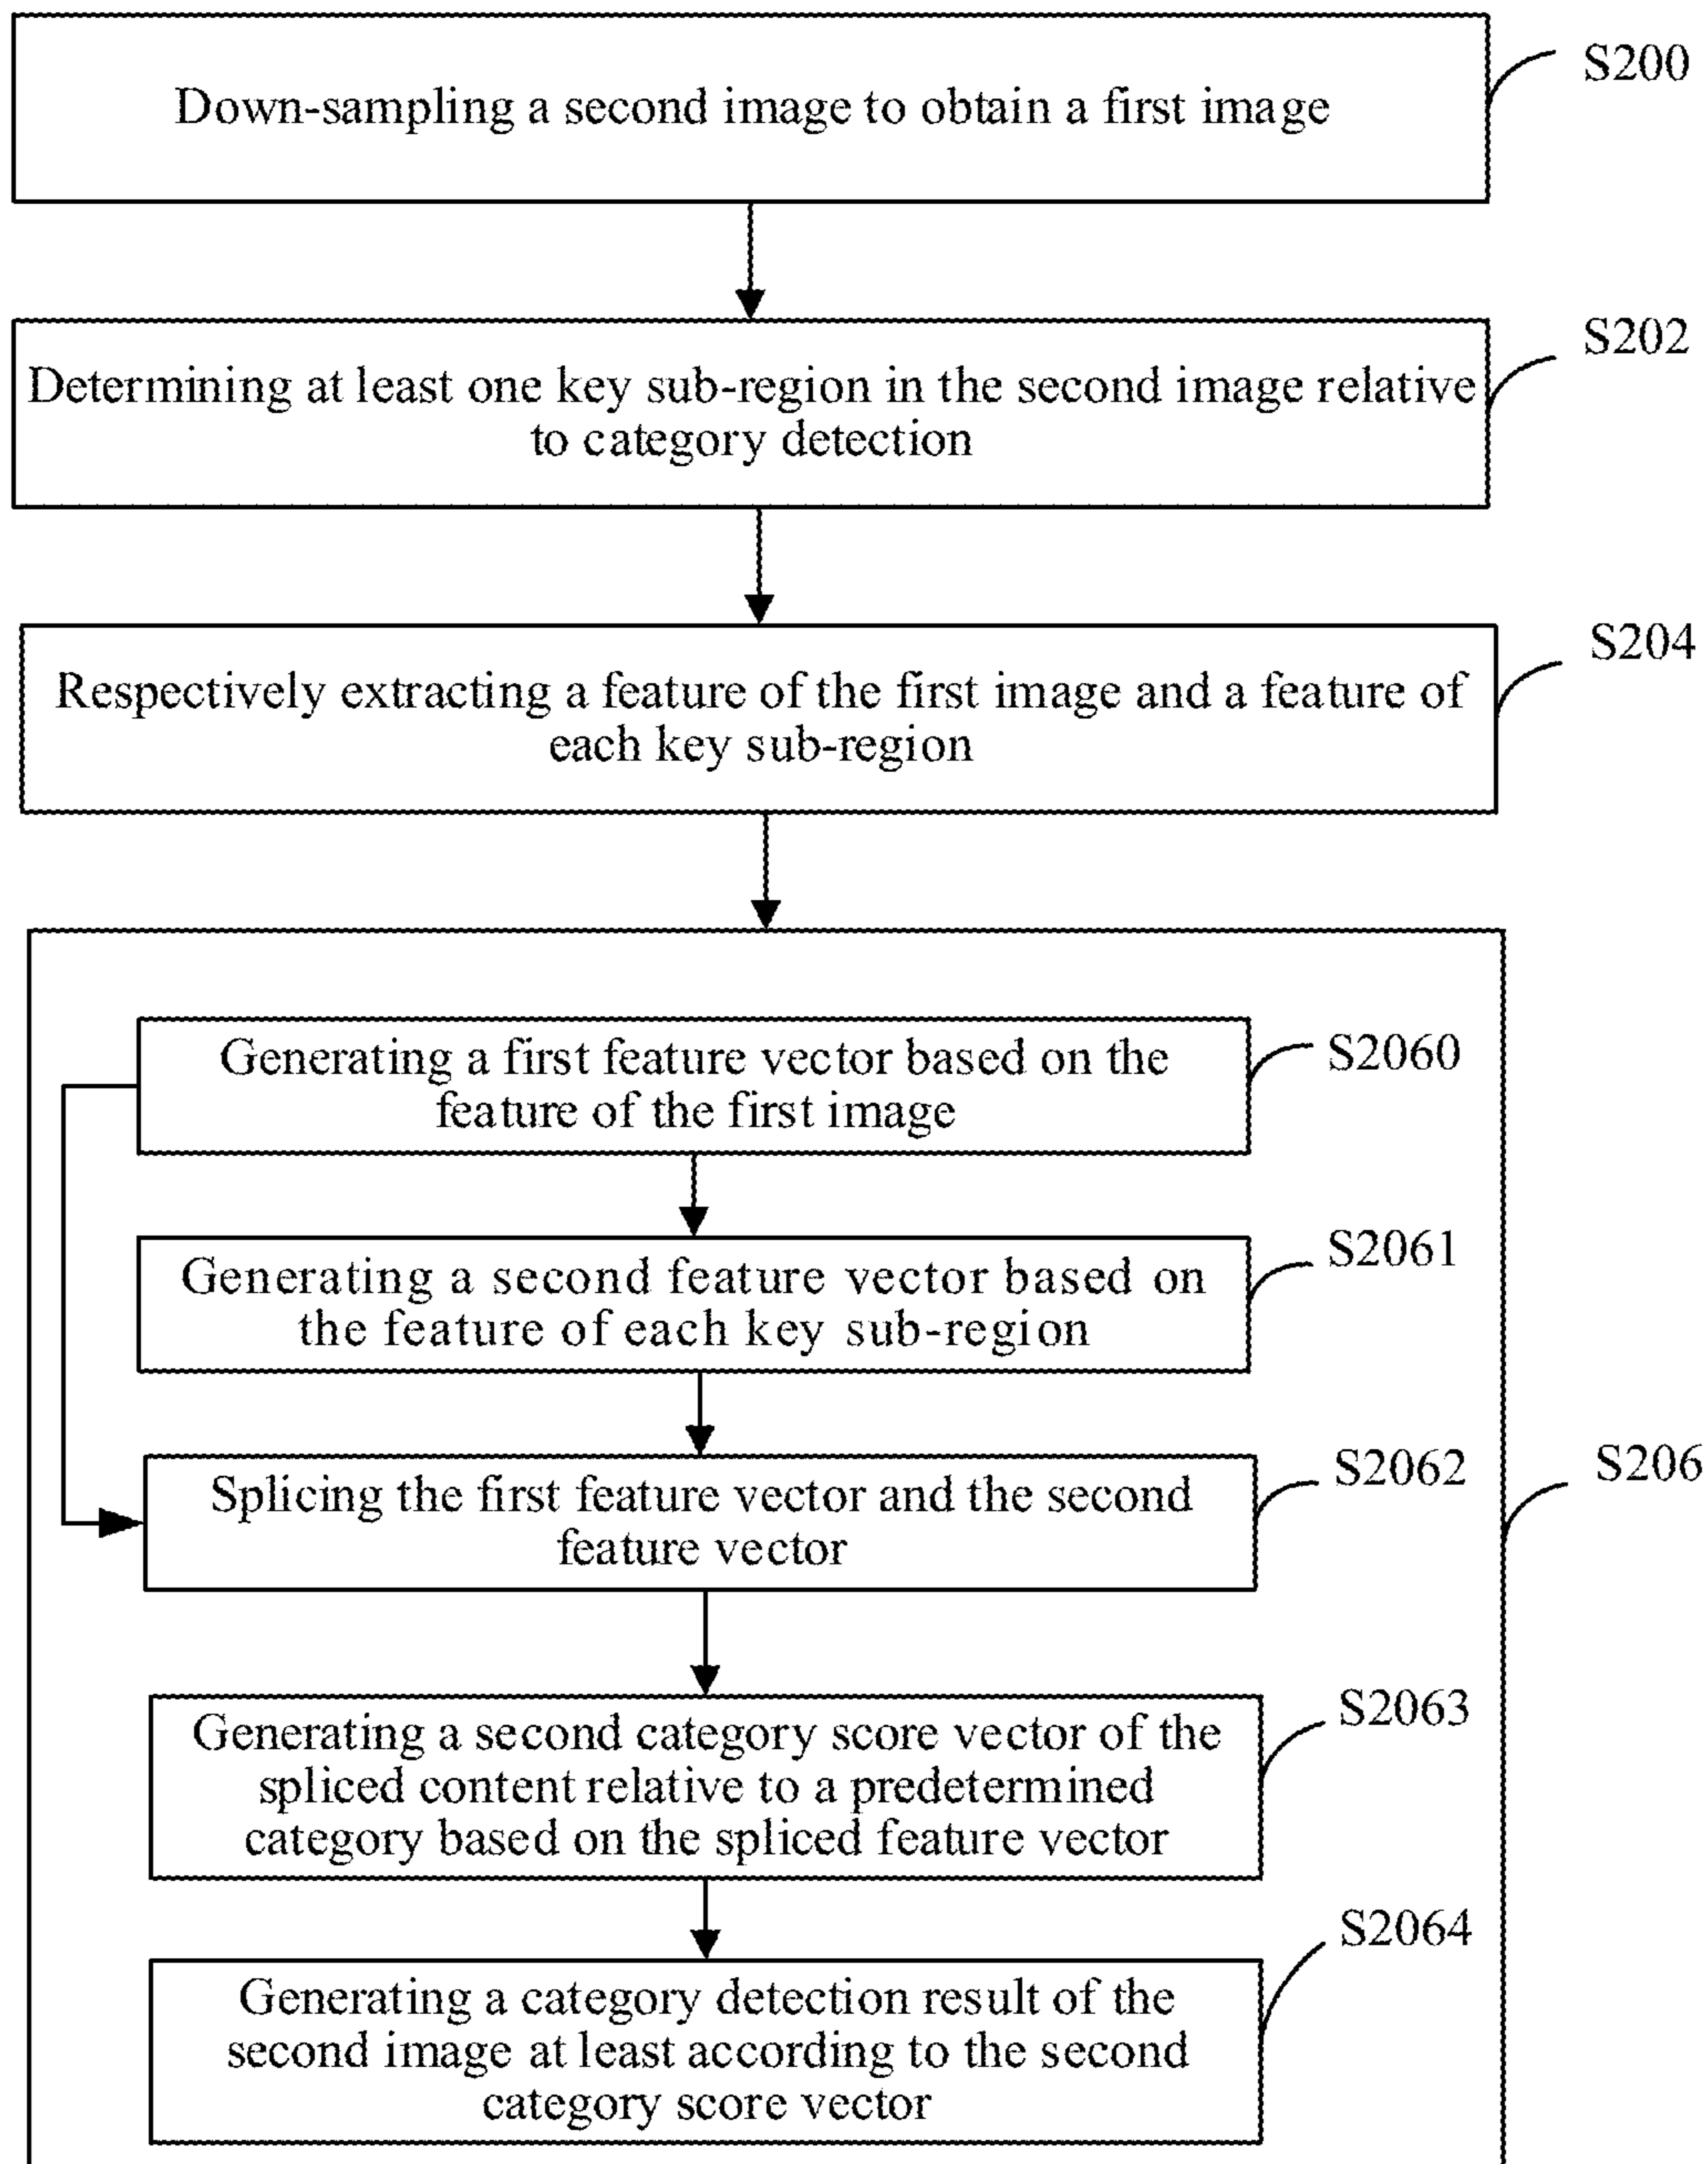 Down-sampling a second image to obtain a first image
S200
Determining at least one key sub-region in the second image relative
to category detection
S202
Respectively extracting a feature of the first image and a feature of
each key sub-region
S204
Generating a first feature vector based on the
feature of the first image
S2060
Generating a second feature vector based on
the feature of each key sub-region
S2061
Splicing the first feature vector and the second
feature vector
S2062
S206
Generating a second category score vector of the
spliced content relative to a predetermined
category based on the spliced feature vector
S2063
Generating a category detection result of the
second image at least according to the second
category score vector
S2064